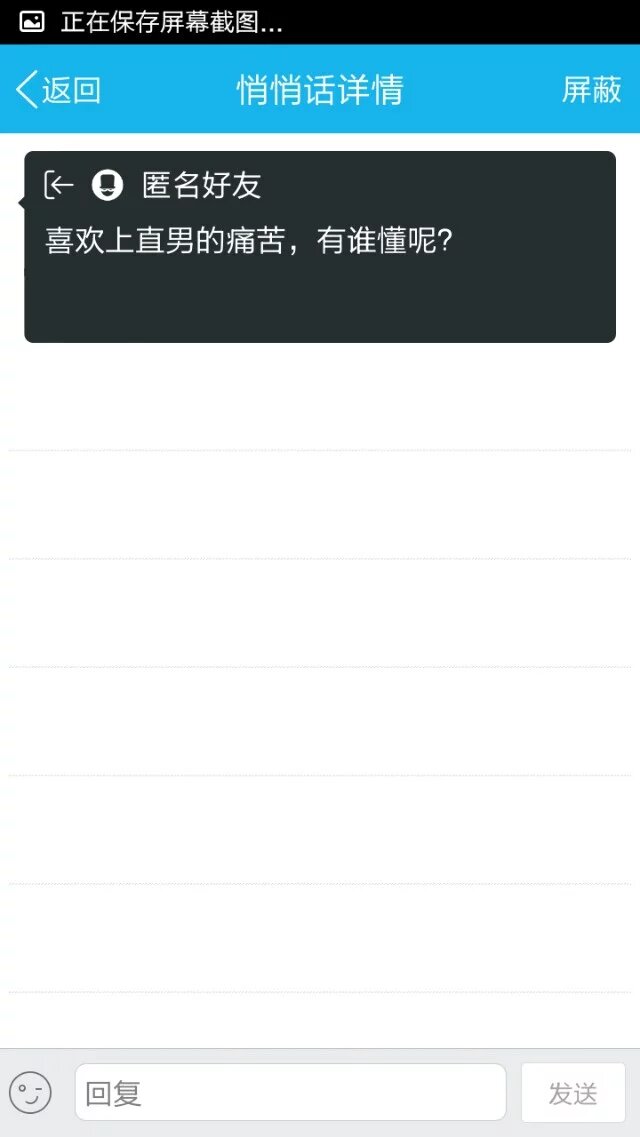 正在保存屏幕截图...
返回
悄悄话详情
屏蔽
匿名好友
喜欢上直男的痛苦，有谁懂呢？
回复
发送